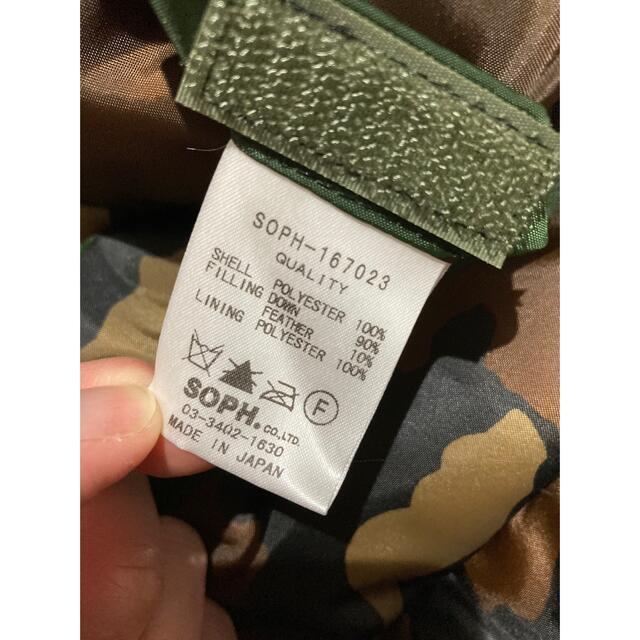 SOPH-167023
QUALITY
SHELL POLYESTER 100%
FILLING DOWN 90%
FEATHER 10%
LINING POLYESTER 100%
F
SOPH. CO.,LTD.
03-3402-1630
MADE IN JAPAN